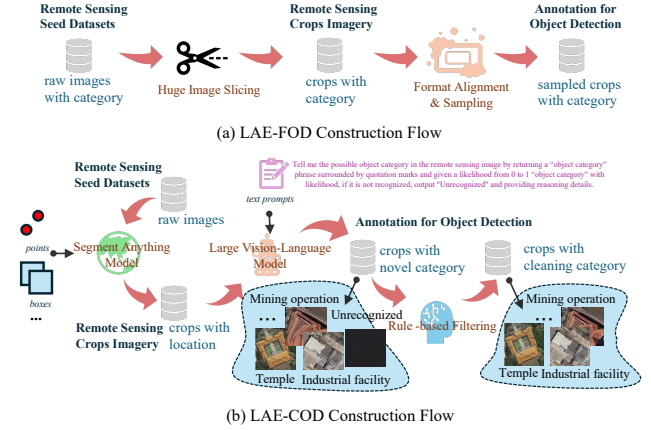 Remote Sensing
Seed Datasets
raw images
with category
Huge Image Slicing
Remote Sensing
Crops Imagery
crops with
category
Format Alignment
& Sampling
Annotation for
Object Detection
sampled crops
with category
(a) LAE-FOD Construction Flow
Remote Sensing
Seed Datasets
raw images
Tell me the possible object category in the remote sensing image by returning a "object category"
phrase surrounded by quotation marks and given a likelihood from 0 to 1 "object category" with
likelihood, if it is not recognized, output "Unrecognized" and providing reasoning details.
text prompts
points
boxes
...
Segment Anything
Model
Large Vision-Language
Model
Annotation for Object Detection
crops with
novel category
crops with
cleaning category
Remote Sensing
Crops Imagery
crops with
location
Mining operation
...
Unrecognized
Temple
Industrial facility
Rule -based Filtering
Mining operation
...
Temple
Industrial facility
(b) LAE-COD Construction Flow